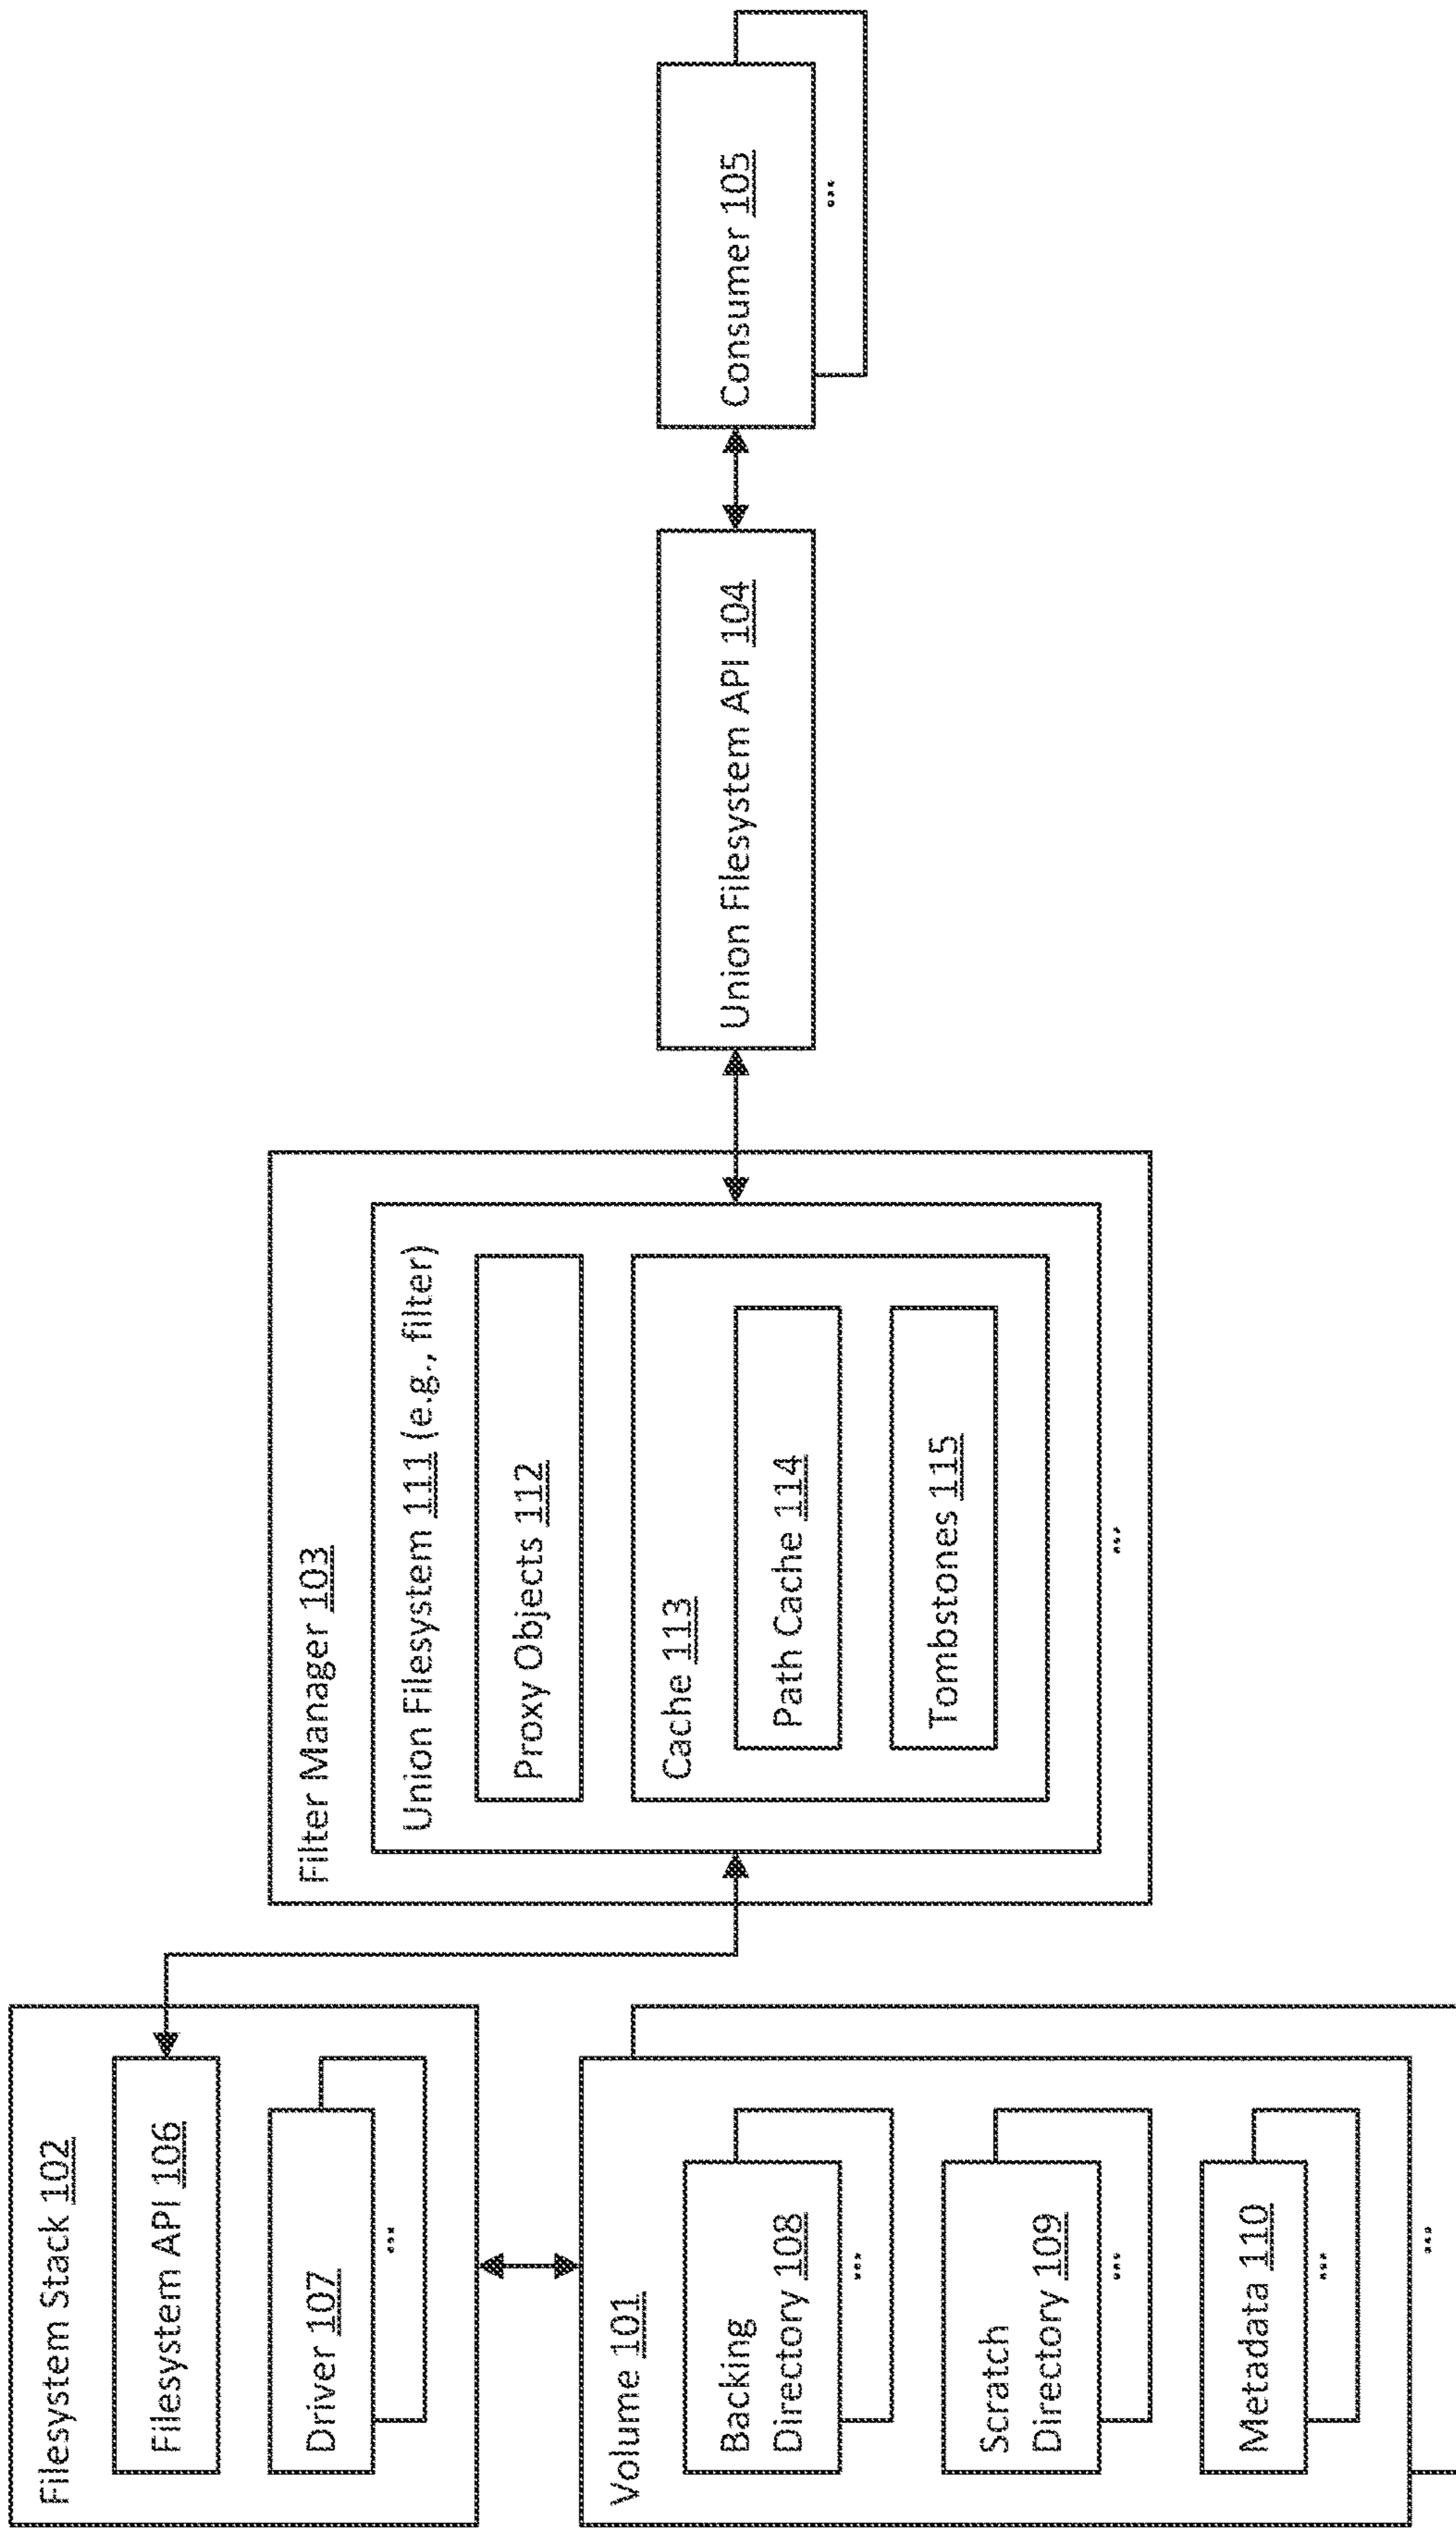 Filesystem Stack 102
Filesystem API 106
Driver 107
...
Volume 101
Backing
Directory 108
...
Scratch
Directory 109
...
Metadata 110
...
...
Filter Manager 103
Union Filesystem 111 (e.g., filter)
Proxy Objects 112
Cache 113
Path Cache 114
Tombstones 115
...
Union Filesystem API 104
Consumer 105
...